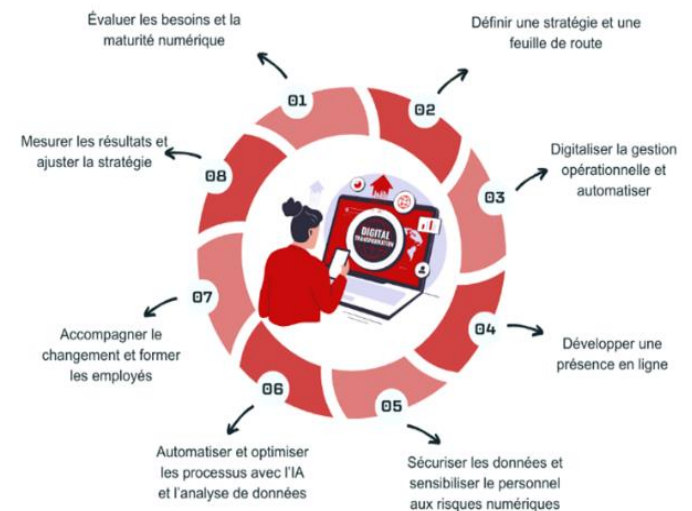 01
Évaluer les besoins et la
maturité numérique
02
Définir une stratégie et une
feuille de route
03
Digitaliser la gestion
opérationnelle et
automatiser
04
Développer une
présence en ligne
05
Sécuriser les données et
sensibiliser le personnel
aux risques numériques
06
Automatiser et optimiser
les processus avec l'IA
et l'analyse de données
07
Accompagner le
changement et former
les employés
08
Mesurer les résultats et
ajuster la stratégie
DIGITAL
TRANSFORMATION